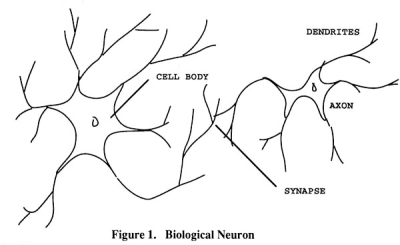 DENDRITES
CELL BODY
AXON
SYNAPSE
Figure 1. Biological Neuron